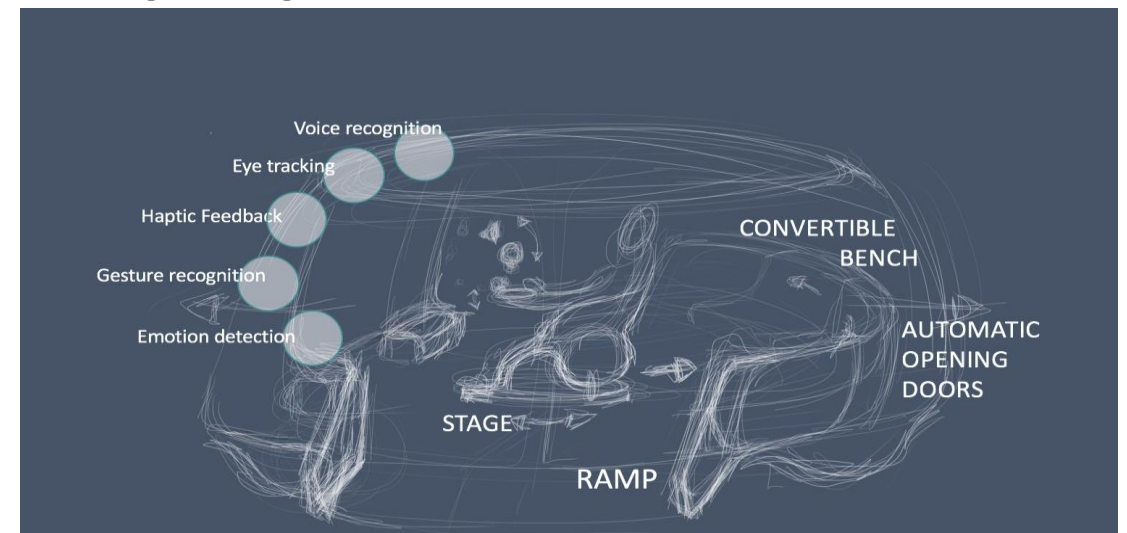 Voice recognition
Eye tracking
Haptic Feedback
Gesture recognition
Emotion detection
CONVERTIBLE
BENCH
AUTOMATIC
OPENING
DOORS
STAGE
RAMP